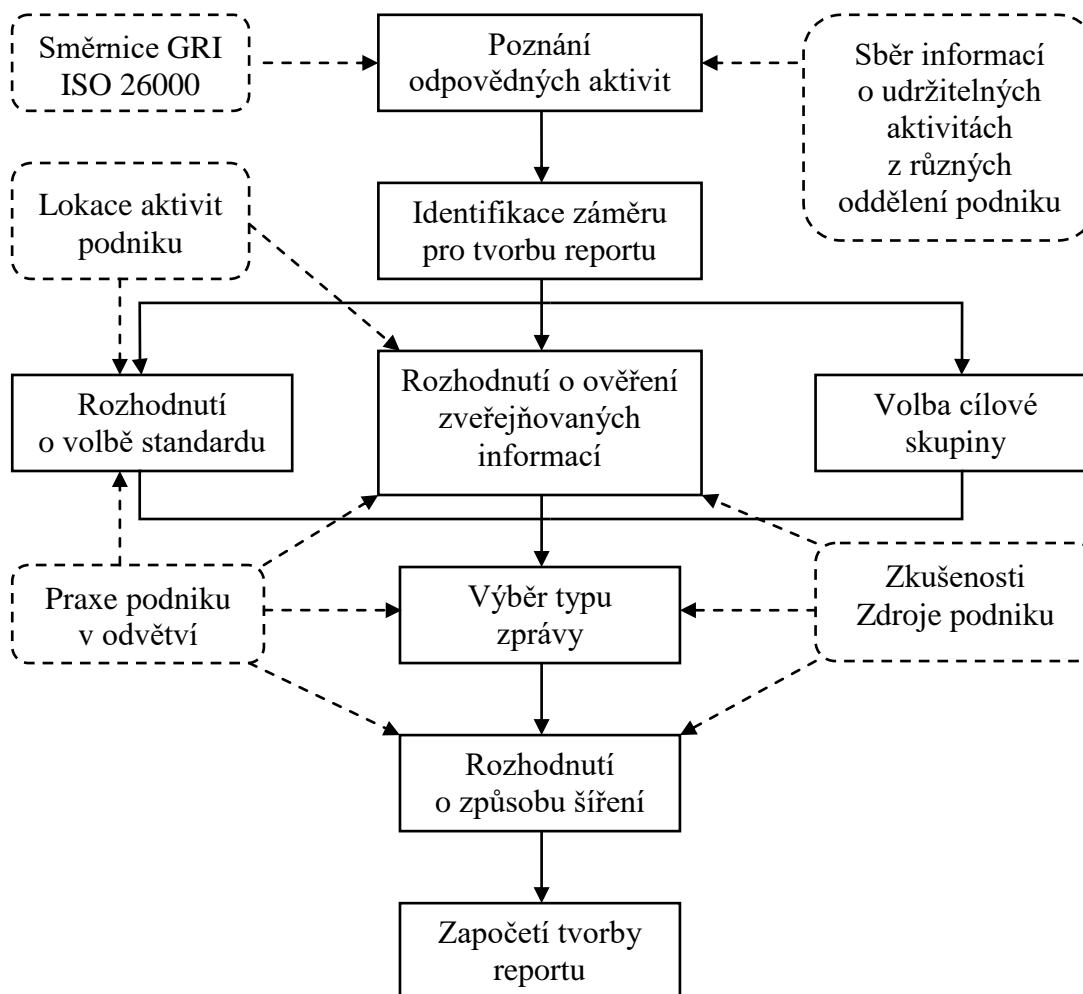 Směrnice GRI
ISO 26000
Poznání
odpovědných aktivit
Sběr informací
o udržitelných
aktivitách
z různých
oddělení podniku
Lokace aktivit
podniku
Identifikace záměru
pro tvorbu reportu
Rozhodnutí
o volbě standardu
Rozhodnutí o ověření
zveřejňovaných
informací
Volba cílové
skupiny
Praxe podniku
v odvětví
Výběr typu
zprávy
Zkušenosti
Zdroje podniku
Rozhodnutí
o způsobu šíření
Započetí tvorby
reportu